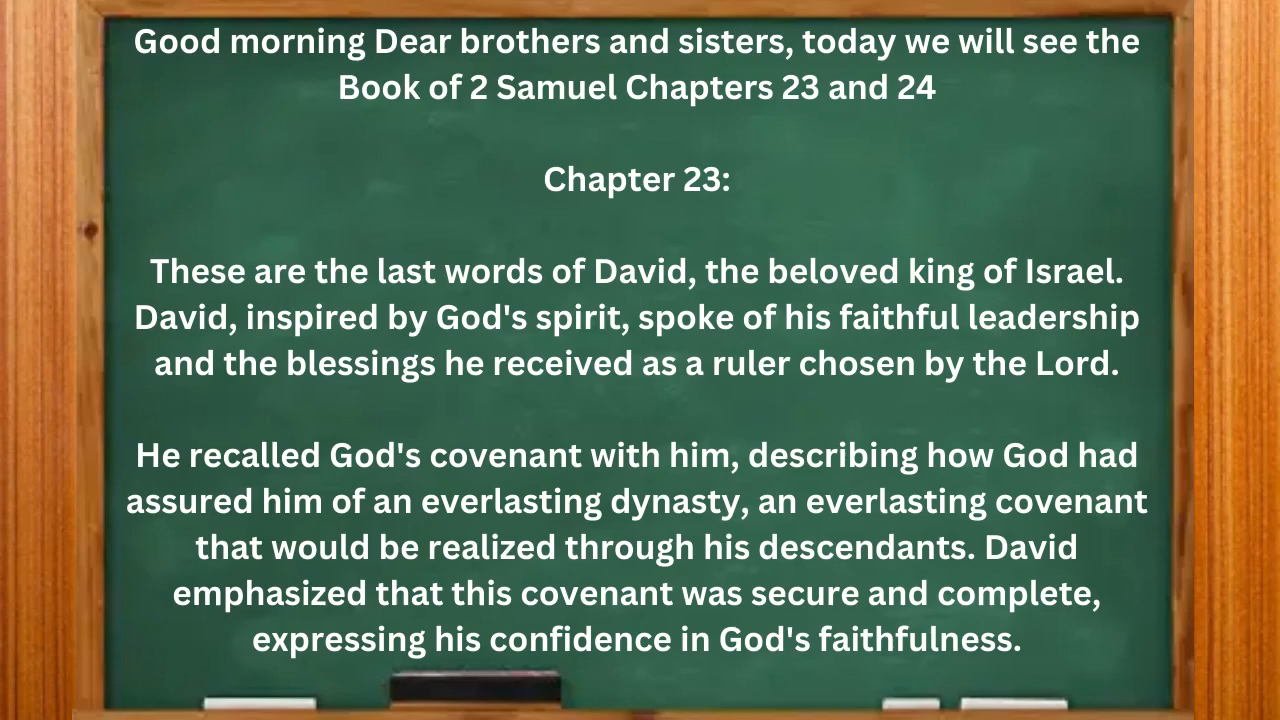 Good morning Dear brothers and sisters, today we will see the
Book of 2 Samuel Chapters 23 and 24
Chapter 23:
These are the last words of David, the beloved king of Israel.
David, inspired by God's spirit, spoke of his faithful leadership
and the blessings he received as a ruler chosen by the Lord.
He recalled God's covenant with him, describing how God had
assured him of an everlasting dynasty, an everlasting covenant
that would be realized through his descendants. David
emphasized that this covenant was secure and complete,
expressing his confidence in God's faithfulness.